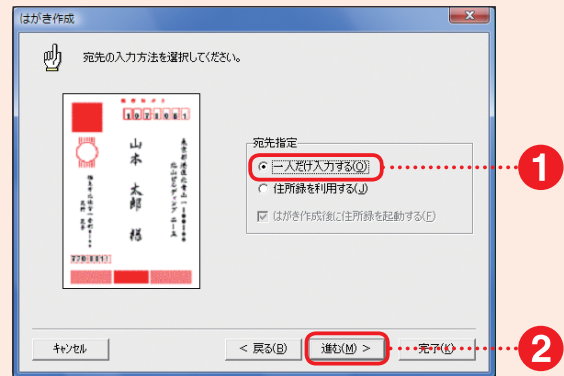 はがき作成
宛先の入力方法を選択してください。
山本 太郎 様
宛先指定
一人だけ入力する(O)
住所録を利用する(J)
はがき作成後に住所録を起動する(F)
1
キャンセル
< 戻る(B)
進む(M) >
完了(K)
2